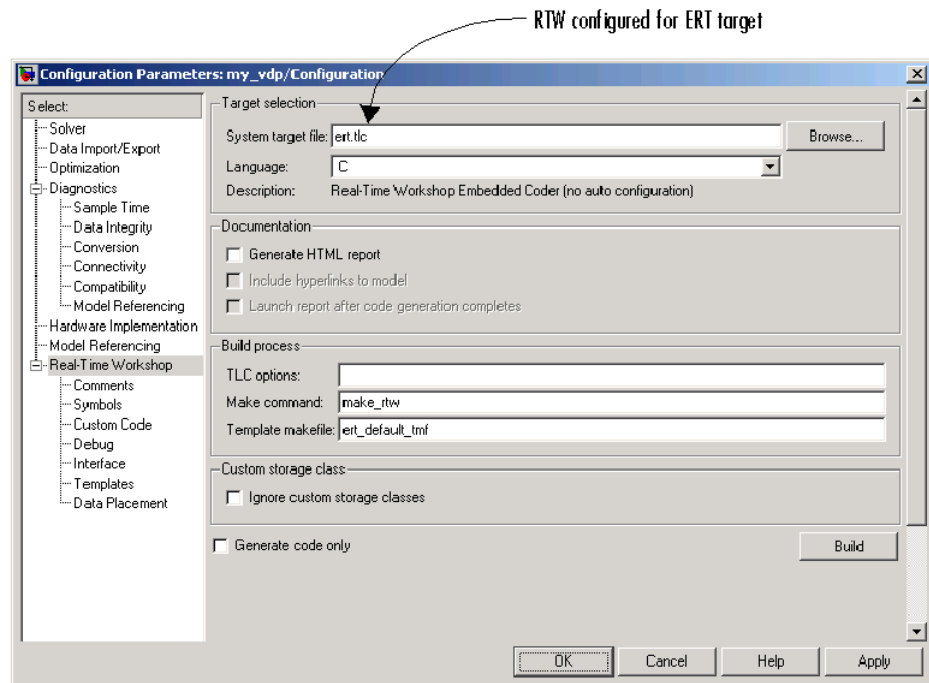 RTW configured for ERT target
Configuration Parameters: my_vdp/Configuration
Select:
Solver
Data Import/Export
Optimization
Diagnostics
Sample Time
Data Integrity
Conversion
Connectivity
Compatibility
Model Referencing
Hardware Implementation
Model Referencing
Real-Time Workshop
Comments
Symbols
Custom Code
Debug
Interface
Templates
Data Placement
Target selection
System target file: ert.tlc Browse...
Language: C
Description: Real-Time Workshop Embedded Coder (no auto configuration)
Documentation
Generate HTML report
Include hyperlinks to model
Launch report after code generation completes
Build process
TLC options:
Make command: make_rtw
Template makefile: ert_default_tmf
Custom storage class
Ignore custom storage classes
Generate code only Build
OK Cancel Help Apply